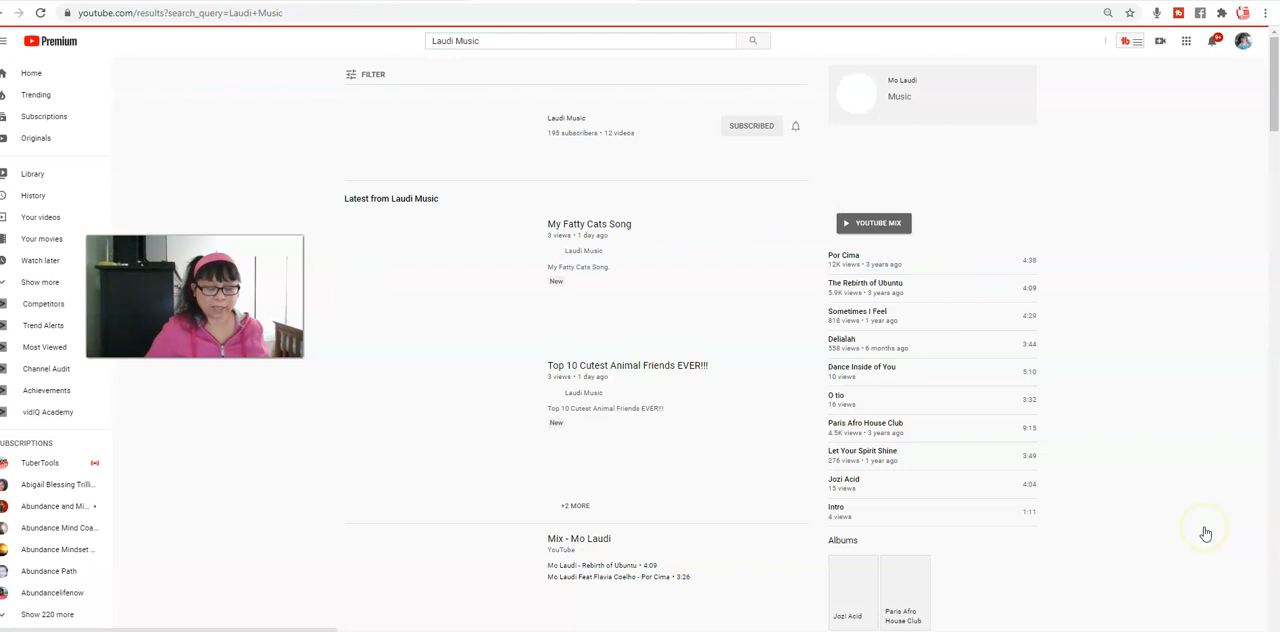 youtube.com/results?search_query=Laudi+Music
Premium
Laudi Music
9+
Home
Trending
Subscriptions
Originals
Library
History
Your videos
Your movies
Watch later
Show more
Competitors
Trend Alerts
Most Viewed
Channel Audit
Achievements
vidIQ Academy
UBSCRIPTIONS
TuberTools
Abigail Blessing Trilli...
Abundance and Mi...
Abundance Mind Coa...
Abundance Mindset ...
Abundance Path
Abundancelifenow
Show 220 more
FILTER
Laudi Music
195 subscribers • 12 videos
SUBSCRIBED
Latest from Laudi Music
My Fatty Cats Song
3 views • 1 day ago
Laudi Music
My Fatty Cats Song.
New
Top 10 Cutest Animal Friends EVER!!!
3 views • 1 day ago
Laudi Music
Top 10 Cutest Animal Friends EVER!!!
New
+2 MORE
Mix - Mo Laudi
YouTube
Mo Laudi - Rebirth of Ubuntu • 4:09
Mo Laudi Feat Flavia Coelho - Por Cima • 3:26
Mo Laudi
Music
YOUTUBE MIX
Por Cima
12K views • 3 years ago
4:38
The Rebirth of Ubuntu
5.9K views • 3 years ago
4:09
Sometimes I Feel
818 views • 1 year ago
4:29
Delialah
558 views • 6 months ago
3:44
Dance Inside of You
10 views
5:10
O tio
16 views
3:32
Paris Afro House Club
4.5K views • 3 years ago
9:15
Let Your Spirit Shine
276 views • 1 year ago
3:49
Jozi Acid
15 views
4:04
Intro
4 views
1:11
Albums
Jozi Acid
Paris Afro
House Club